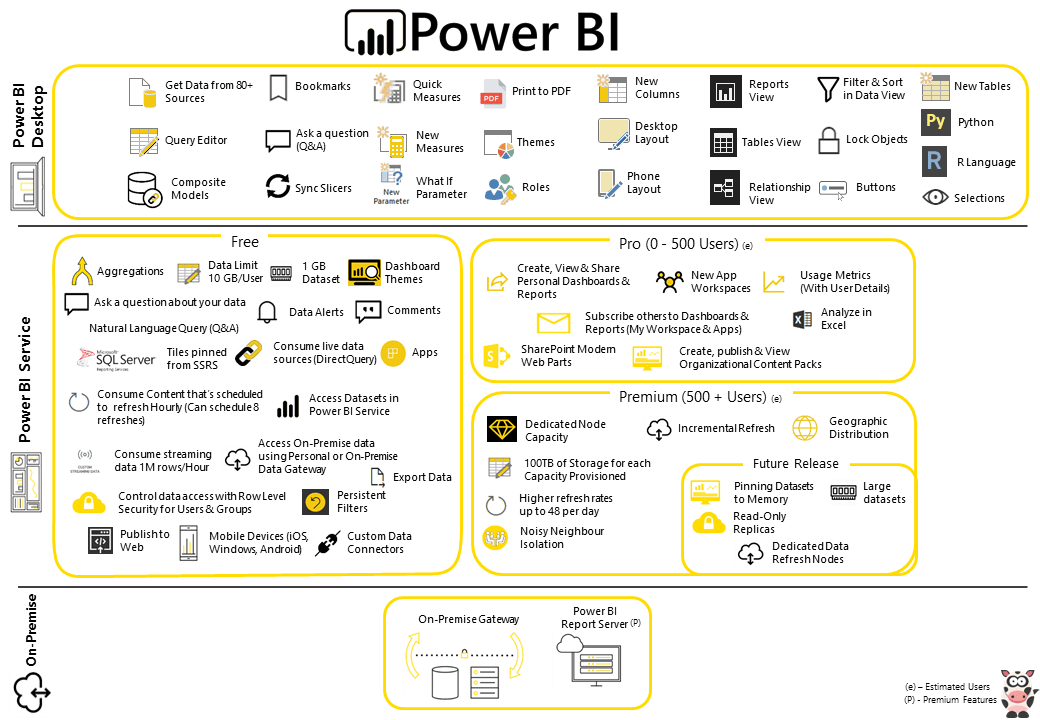 Power BI
Power BI
Desktop
Get Data from 80+
Sources
Bookmarks
Quick
Measures
Print to PDF
PDF
New
Columns
Reports
View
Filter & Sort
in Data View
New Tables
Query Editor
Ask a question
(Q&A)
New
Measures
Themes
Desktop
Layout
Tables View
Lock Objects
Py
Python
Composite
Models
Sync Slicers
New
Parameter
What If
Parameter
Roles
Phone
Layout
Relationship
View
Buttons
R
R Language
Selections
Power BI Service
Free
Aggregations
Data Limit
10 GB/User
1 GB
Dataset
Dashboard
Themes
Ask a question about your data
Natural Language Query (Q&A)
Data Alerts
Comments
Microsoft
SQL Server
Reporting Services
Tiles pinned
from SSRS
Consume live data
sources (DirectQuery)
Apps
Consume Content that's scheduled
to refresh Hourly (Can schedule 8
refreshes)
Access Datasets in
Power BI Service
CUSTOM
STREAMING DATA
Consume streaming
data 1M rows/Hour
Access On-Premise data
using Personal or On-Premise
Data Gateway
Export Data
Control data access with Row Level
Security for Users & Groups
Persistent
Filters
Publish to
Web
Mobile Devices (iOS,
Windows, Android)
Custom Data
Connectors
Pro (0 - 500 Users) (e)
Create, View & Share
Personal Dashboards &
Reports
New App
Workspaces
Usage Metrics
(With User Details)
Subscribe others to Dashboards &
Reports (My Workspace & Apps)
Analyze in
Excel
SharePoint Modern
Web Parts
Create, publish & View
Organizational Content Packs
Premium (500 + Users) (e)
Dedicated Node
Capacity
Incremental Refresh
Geographic
Distribution
100TB of Storage for each
Capacity Provisioned
Higher refresh rates
up to 48 per day
Noisy Neighbour
Isolation
Future Release
Pinning Datasets
to Memory
Large
datasets
Read-Only
Replicas
Dedicated Data
Refresh Nodes
On-Premise
On-Premise Gateway
Power BI
Report Server (P)
(e) – Estimated Users
(P) - Premium Features